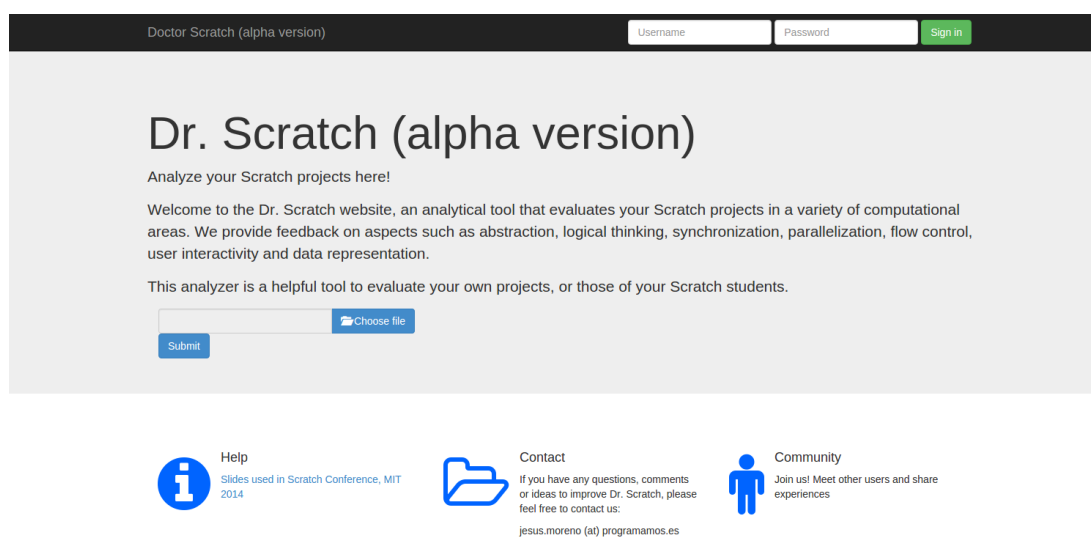 Doctor Scratch (alpha version)
Username
Password
Sign in
Dr. Scratch (alpha version)
Analyze your Scratch projects here!
Welcome to the Dr. Scratch website, an analytical tool that evaluates your Scratch projects in a variety of computational
areas. We provide feedback on aspects such as abstraction, logical thinking, synchronization, parallelization, flow control,
user interactivity and data representation.
This analyzer is a helpful tool to evaluate your own projects, or those of your Scratch students.
Choose file
Submit
Help
Slides used in Scratch Conference, MIT
2014
Contact
If you have any questions, comments
or ideas to improve Dr. Scratch, please
feel free to contact us:
jesus.moreno (at) programamos.es
Community
Join us! Meet other users and share
experiences